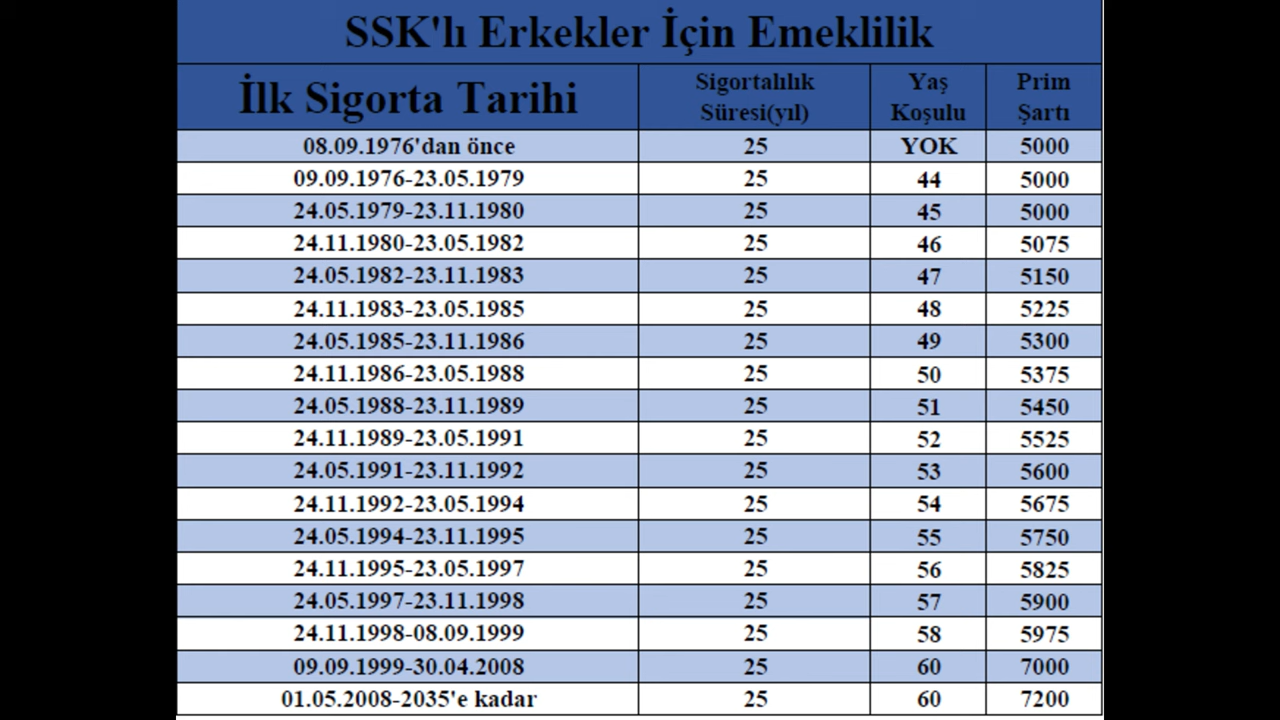 SSK'lı Erkekler İçin Emeklilik
İlk Sigorta Tarihi Sigortalılık Süresi(yıl) Yaş Koşulu Prim Şartı
08.09.1976'dan önce 25 YOK 5000
09.09.1976-23.05.1979 25 44 5000
24.05.1979-23.11.1980 25 45 5000
24.11.1980-23.05.1982 25 46 5075
24.05.1982-23.11.1983 25 47 5150
24.11.1983-23.05.1985 25 48 5225
24.05.1985-23.11.1986 25 49 5300
24.11.1986-23.05.1988 25 50 5375
24.05.1988-23.11.1989 25 51 5450
24.11.1989-23.05.1991 25 52 5525
24.05.1991-23.11.1992 25 53 5600
24.11.1992-23.05.1994 25 54 5675
24.05.1994-23.11.1995 25 55 5750
24.11.1995-23.05.1997 25 56 5825
24.05.1997-23.11.1998 25 57 5900
24.11.1998-08.09.1999 25 58 5975
09.09.1999-30.04.2008 25 60 7000
01.05.2008-2035'e kadar 25 60 7200